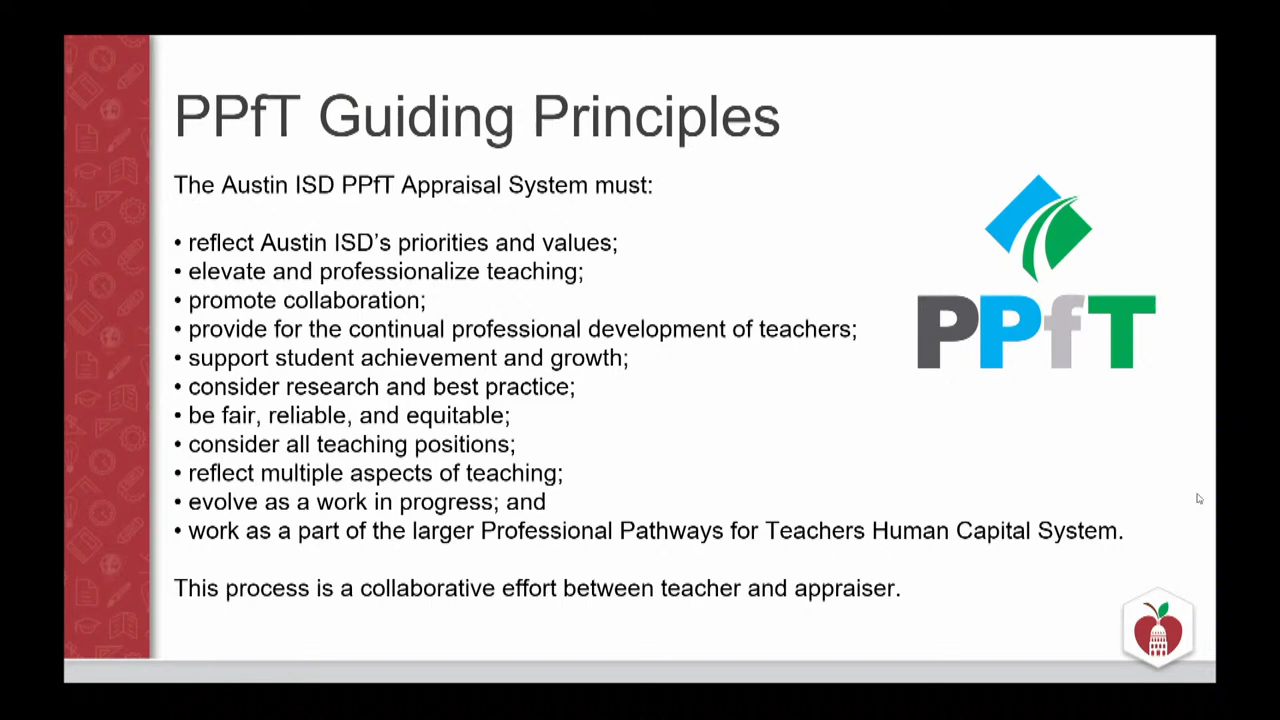 PPfT Guiding Principles
The Austin ISD PPfT Appraisal System must:
• reflect Austin ISD’s priorities and values;
• elevate and professionalize teaching;
• promote collaboration;
• provide for the continual professional development of teachers;
• support student achievement and growth;
• consider research and best practice;
• be fair, reliable, and equitable;
• consider all teaching positions;
• reflect multiple aspects of teaching;
• evolve as a work in progress; and
• work as a part of the larger Professional Pathways for Teachers Human Capital System.
This process is a collaborative effort between teacher and appraiser.
PPfT